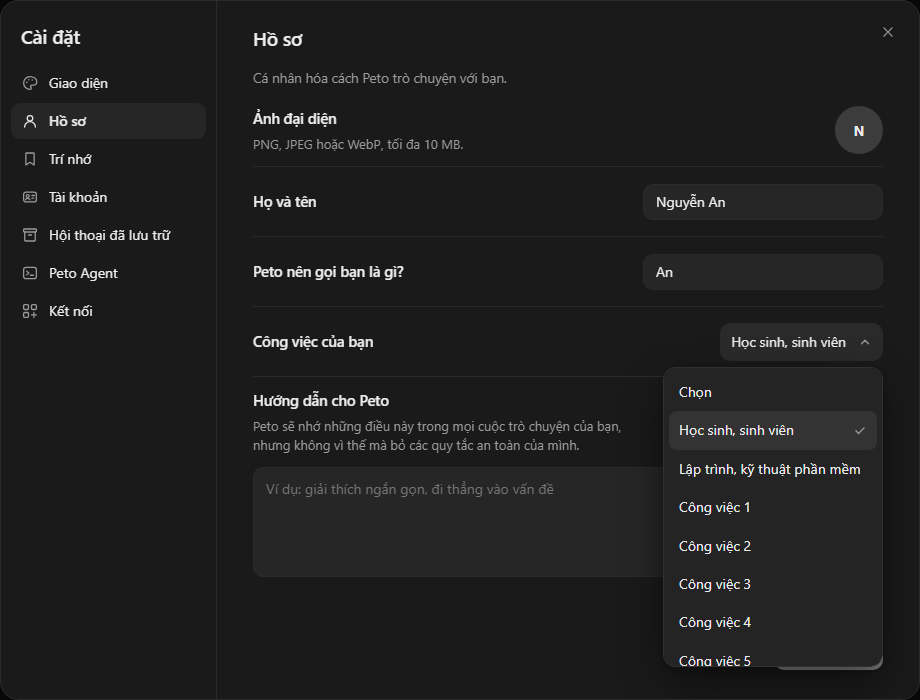 Cài đặt
Giao diện
Hồ sơ
Trí nhớ
Tài khoản
Hội thoại đã lưu trữ
Peto Agent
Kết nối
Hồ sơ
Cá nhân hóa cách Peto trò chuyện với bạn.
Ảnh đại diện
PNG, JPEG hoặc WebP, tối đa 10 MB.
N
Họ và tên
Nguyễn An
Peto nên gọi bạn là gì?
An
Công việc của bạn
Học sinh, sinh viên
Hướng dẫn cho Peto
Peto sẽ nhớ những điều này trong mọi cuộc trò chuyện của bạn,
nhưng không vì thế mà bỏ các quy tắc an toàn của mình.
Ví dụ: giải thích ngắn gọn, đi thẳng vào vấn đề
Chọn
Học sinh, sinh viên
Lập trình, kỹ thuật phần mềm
Công việc 1
Công việc 2
Công việc 3
Công việc 4
Công việc 5